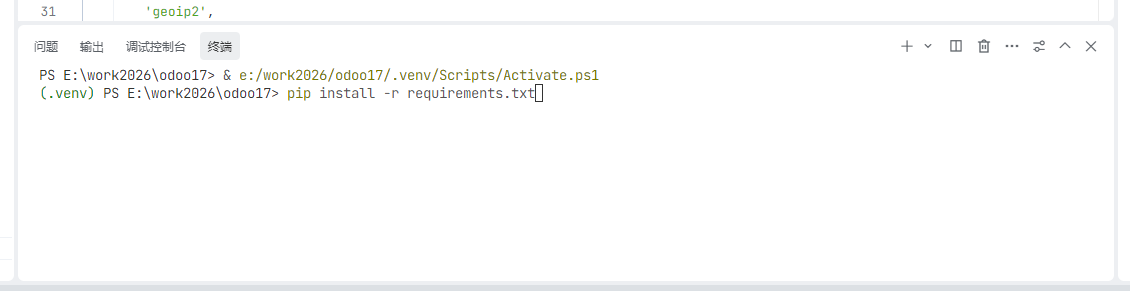 31 'geoip2',
问题 输出 调试控制台 终端
PS E:\work2026\odoo17> & e:/work2026/odoo17/.venv/Scripts/Activate.ps1
(.venv) PS E:\work2026\odoo17> pip install -r requirements.txt